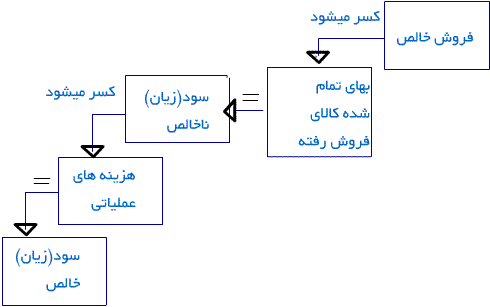 فروش خالص
کسر میشود
بهای تمام
شده کالای
فروش رفته
=
سود(زیان)
ناخالص
کسر میشود
هزینه های
عملیاتی
=
سود(زیان)
خالص